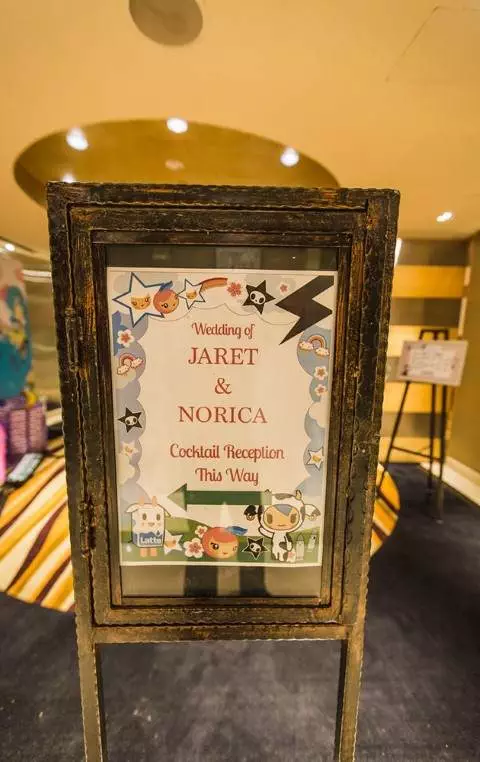 Wedding of
JARET
&
NORICA
Cocktail Reception
This Way
Latte